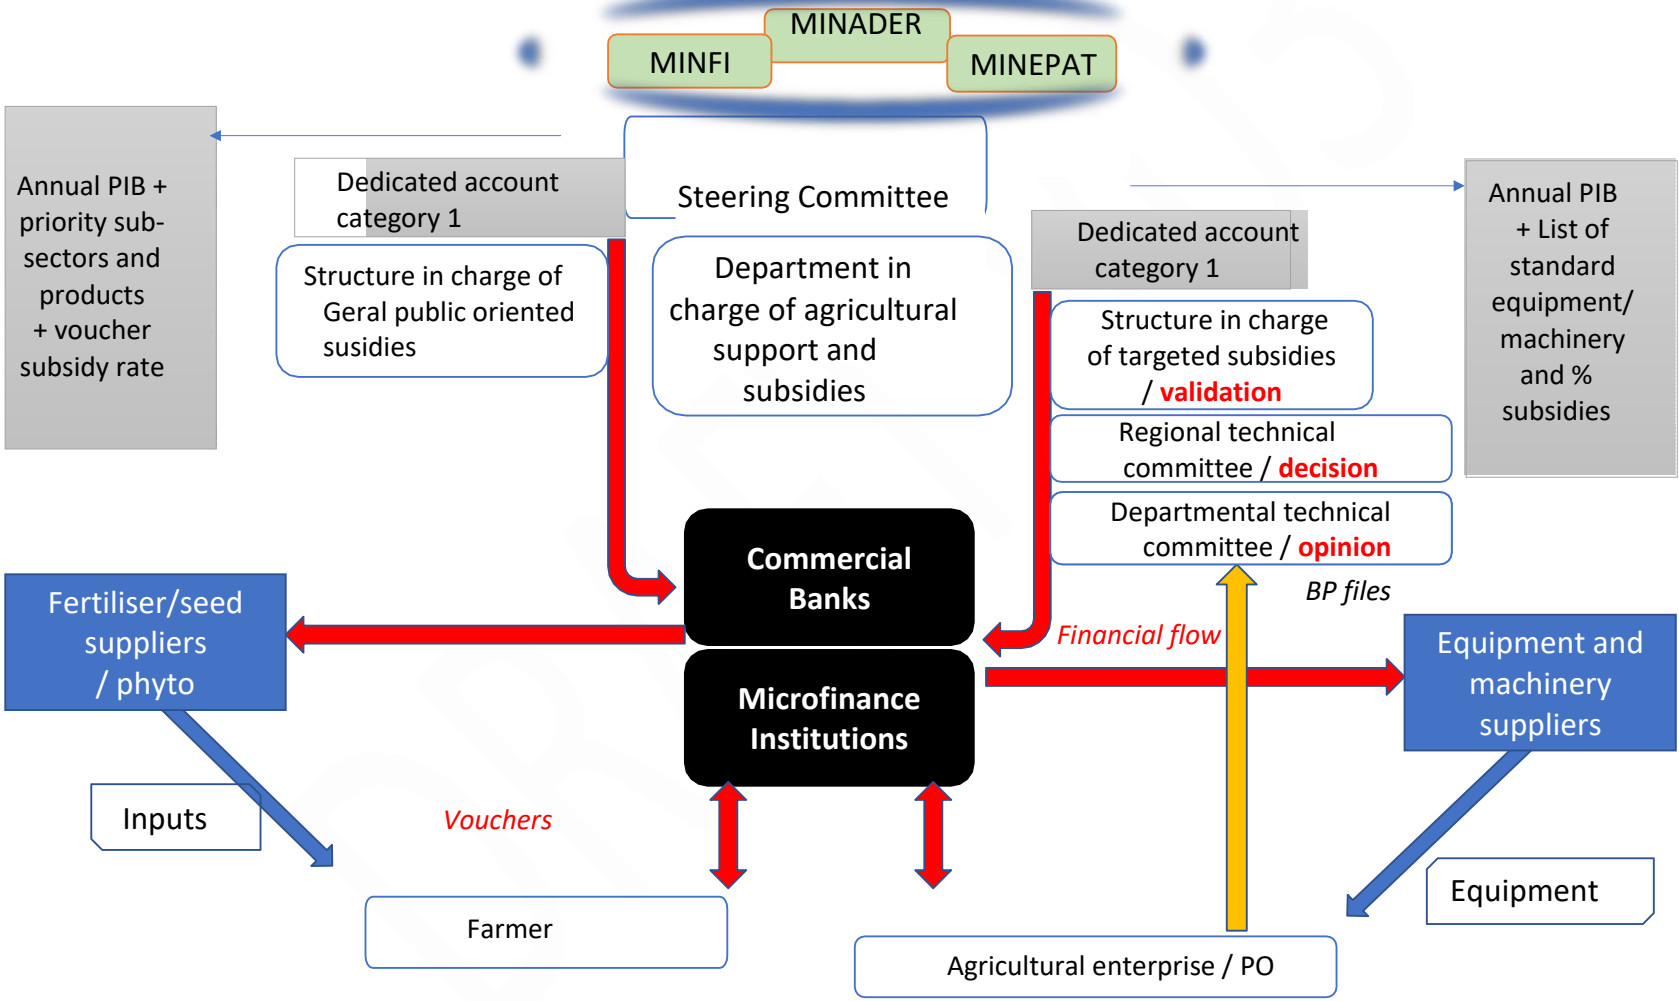 MINADER
MINFI
MINEPAT
Annual PIB +
priority sub-
sectors and
products
+ voucher
subsidy rate
Dedicated account
category 1
Steering Committee
Annual PIB
+ List of
standard
equipment/
machinery
and %
subsidies
Dedicated account
category 1
Structure in charge of
Geral public oriented
susidies
Department in
charge of agricultural
support and
subsidies
Structure in charge
of targeted subsidies
/ validation
Regional technical
committee / decision
Departmental technical
committee / opinion
Commercial
Banks
BP files
Fertiliser/seed
suppliers
/ phyto
Financial flow
Equipment and
machinery
suppliers
Microfinance
Institutions
Inputs
Vouchers
Equipment
Farmer
Agricultural enterprise / PO